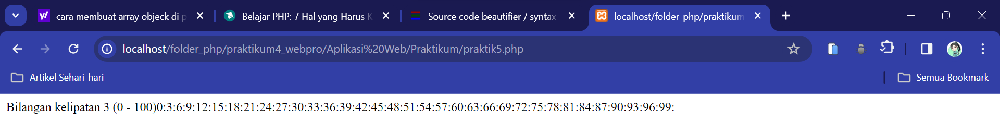 cara membuat array objeck di p
Belajar PHP: 7 Hal yang Harus K
Source code beautifier / syntax
localhost/folder_php/praktikum
localhost/folder_php/praktikum4_webpro/Aplikasi%20Web/Praktikum/praktik5.php
Artikel Sehari-hari
Semua Bookmark
Bilangan kelipatan 3 (0 - 100)0:3:6:9:12:15:18:21:24:27:30:33:36:39:42:45:48:51:54:57:60:63:66:69:72:75:78:81:84:87:90:93:96:99: